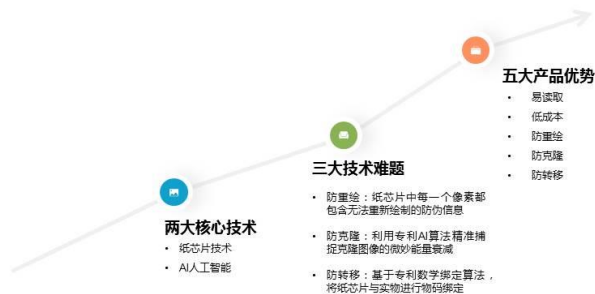 两大核心技术
• 纸芯片技术
• AI人工智能
三大技术难题
• 防重绘：纸芯片中每一个像素都
包含无法重新绘制的防伪信息
• 防克隆：利用专利AI算法精准捕
捉克隆图像的微妙能量衰减
• 防转移：基于专利数学绑定算法，
将纸芯片与实物进行物码绑定
五大产品优势
• 易读取
• 低成本
• 防重绘
• 防克隆
• 防转移